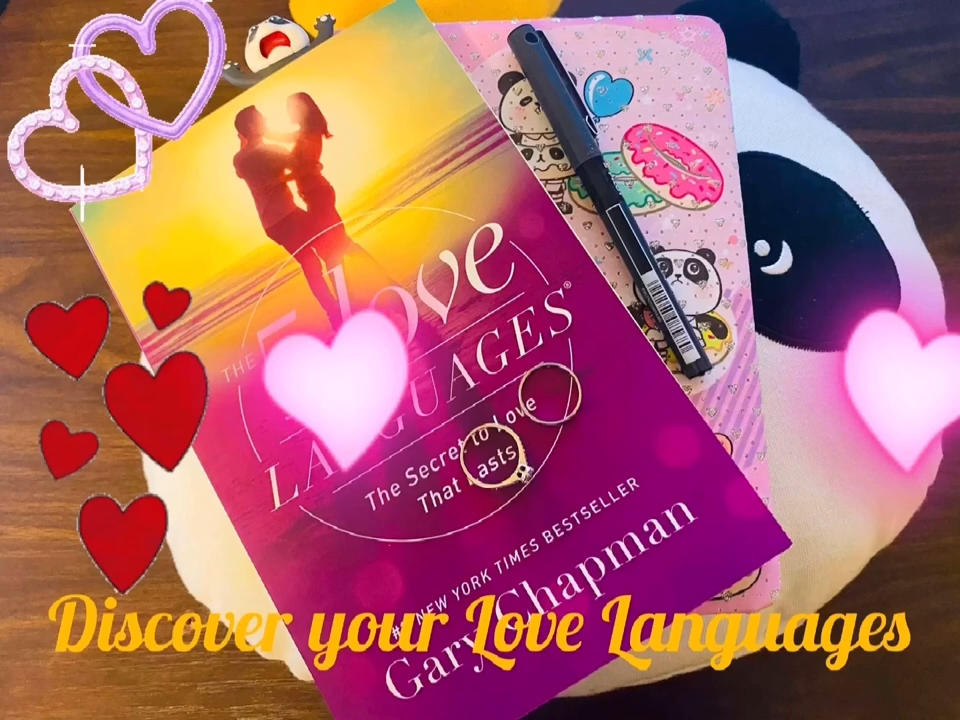 THE 5 Love
LANGUAGES®
The Secret to Love
That Lasts
#1 NEW YORK TIMES BESTSELLER
Gary Chapman
Discover your Love Languages